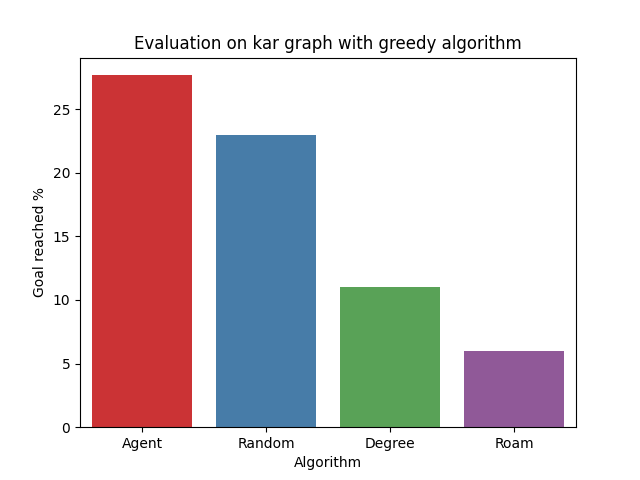 Evaluation on kar graph with greedy algorithm
Goal reached %
25
20
15
10
5
0
Agent Random Degree Roam
Algorithm